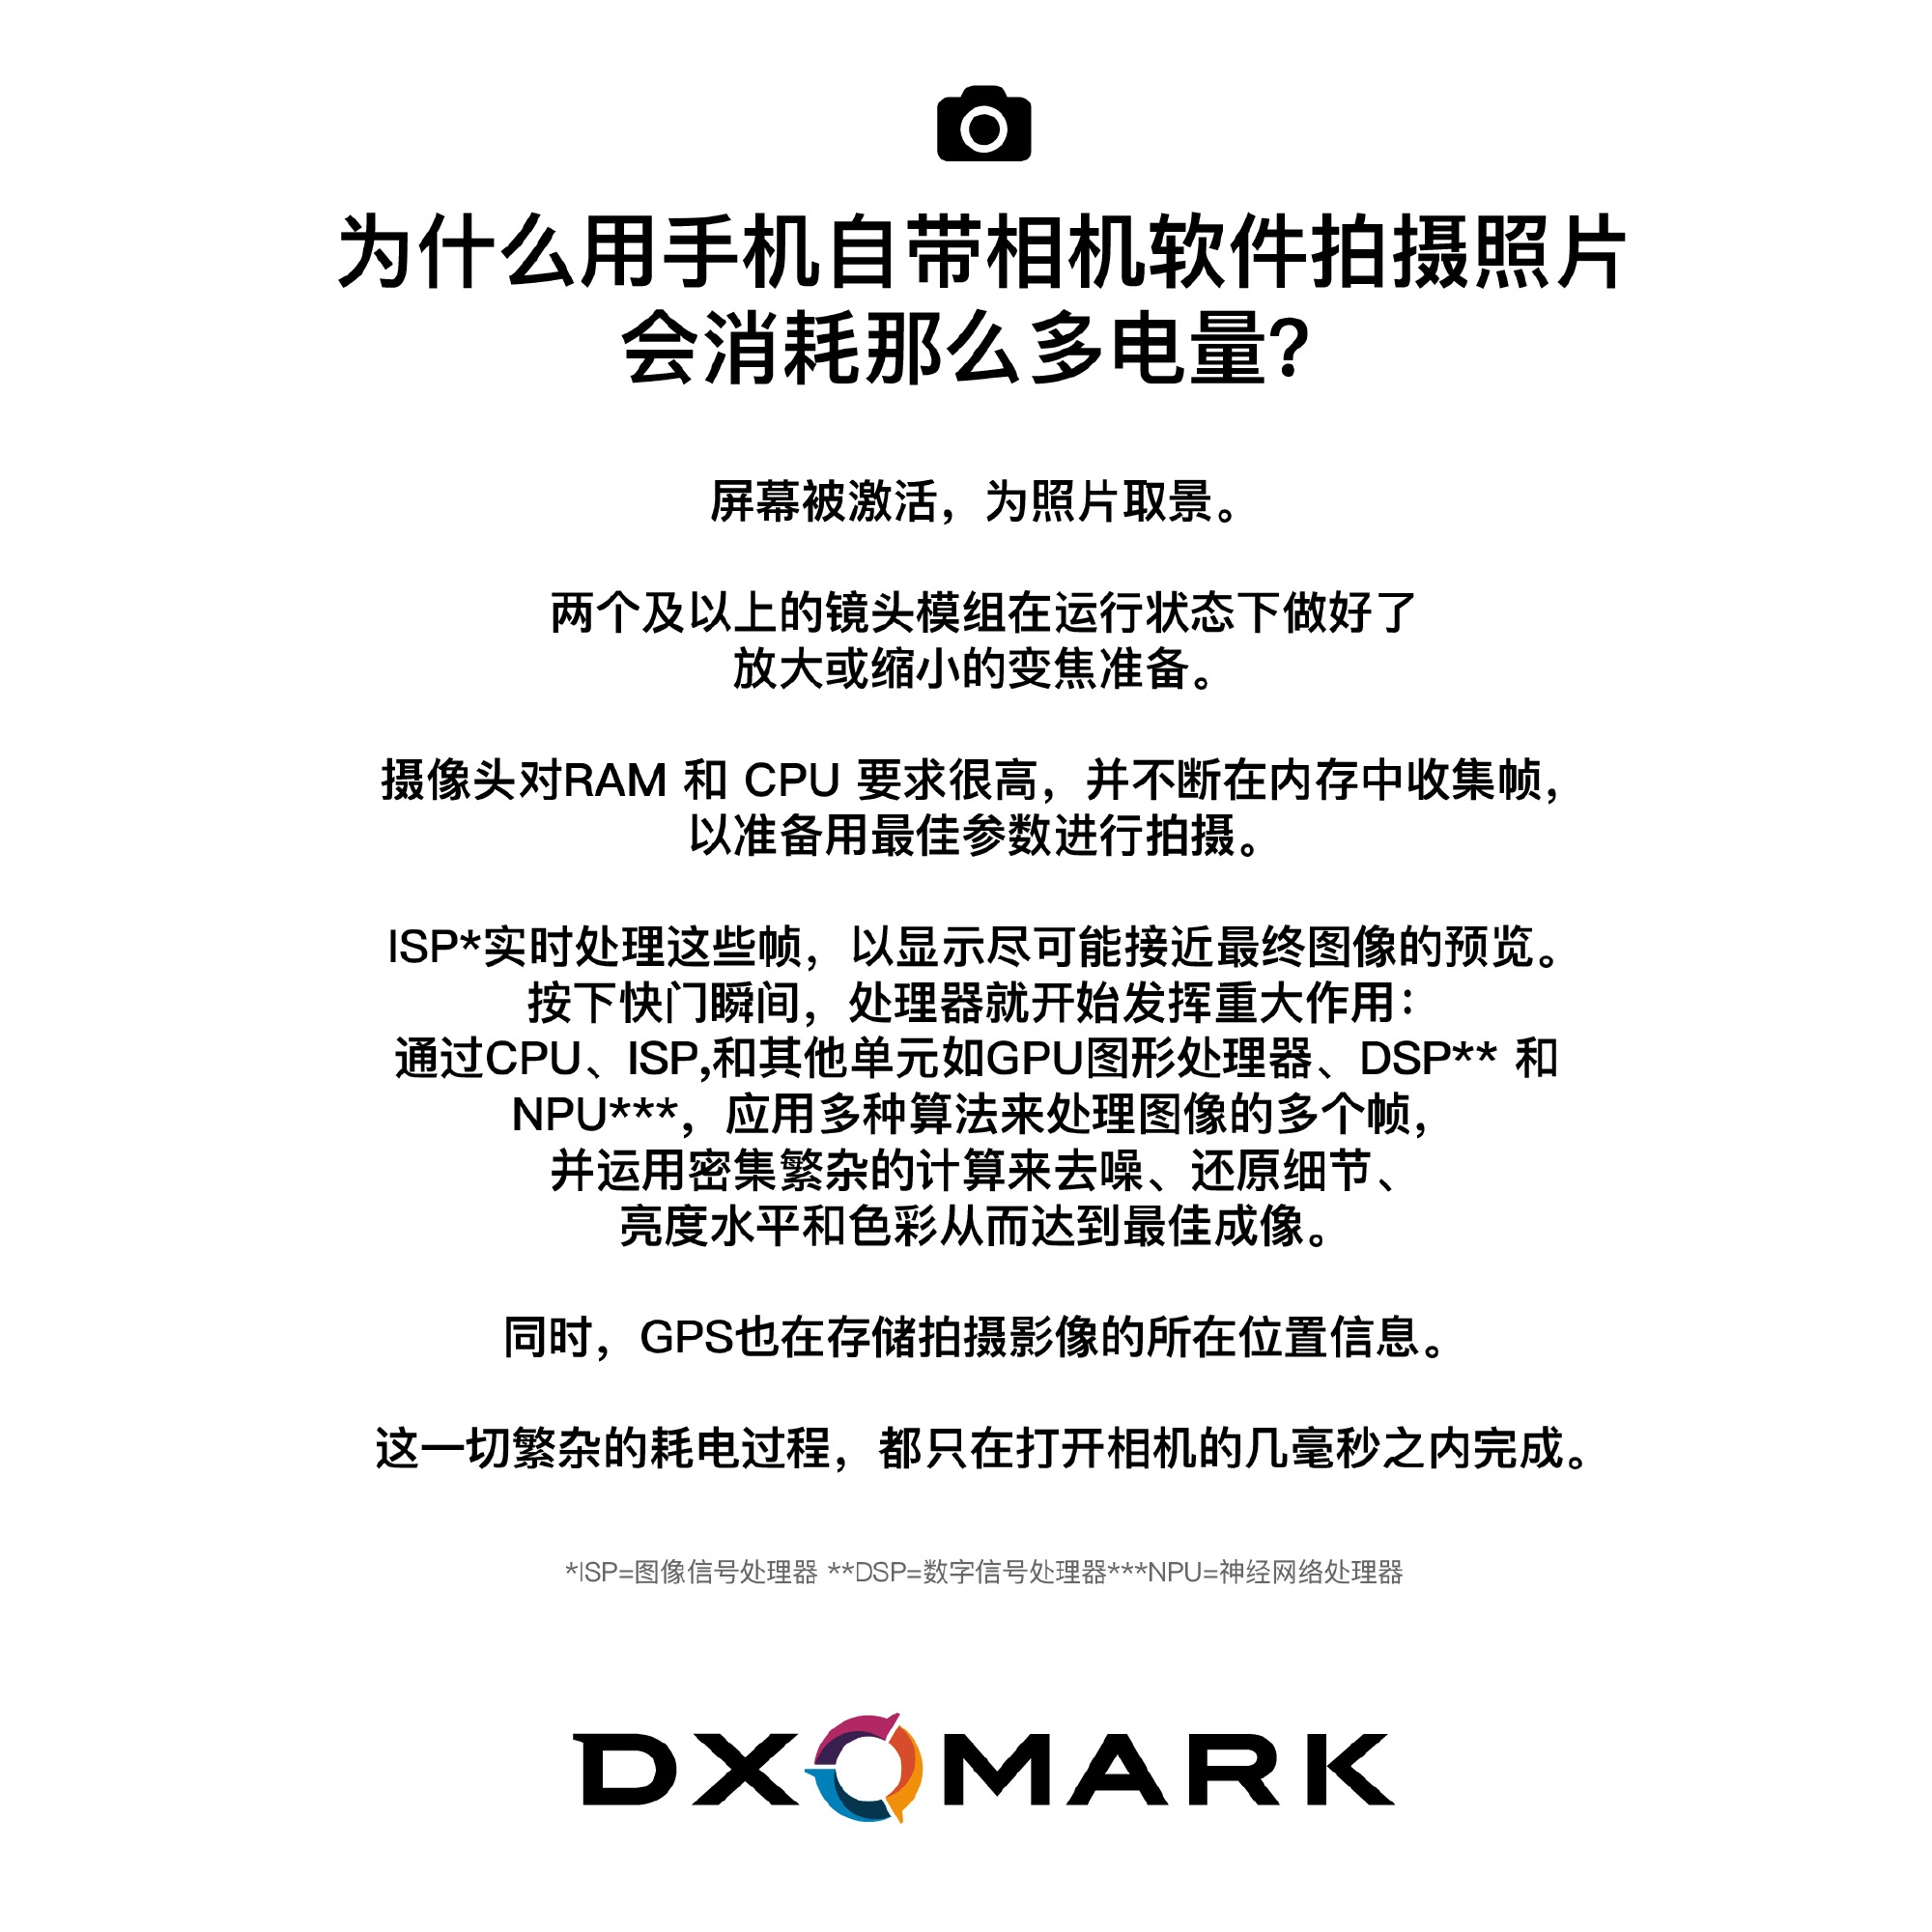 为什么用手机自带相机软件拍摄照片
会消耗那么多电量?
屏幕被激活，为照片取景。
两个及以上的镜头模组在运行状态下做好了
放大或缩小的变焦准备。
摄像头对RAM 和 CPU 要求很高，并不断在内存中收集帧，
以准备用最佳参数进行拍摄。
ISP*实时处理这些帧，以显示尽可能接近最终图像的预览。
按下快门瞬间，处理器就开始发挥重大作用：
通过CPU、ISP,和其他单元如GPU图形处理器、DSP** 和
NPU***，应用多种算法来处理图像的多个帧，
并运用密集繁杂的计算来去噪、还原细节、
亮度水平和色彩从而达到最佳成像。
同时，GPS也在存储拍摄影像的所在位置信息。
这一切繁杂的耗电过程，都只在打开相机的几毫秒之内完成。
*ISP=图像信号处理器 **DSP=数字信号处理器***NPU=神经网络处理器
DXOMARK